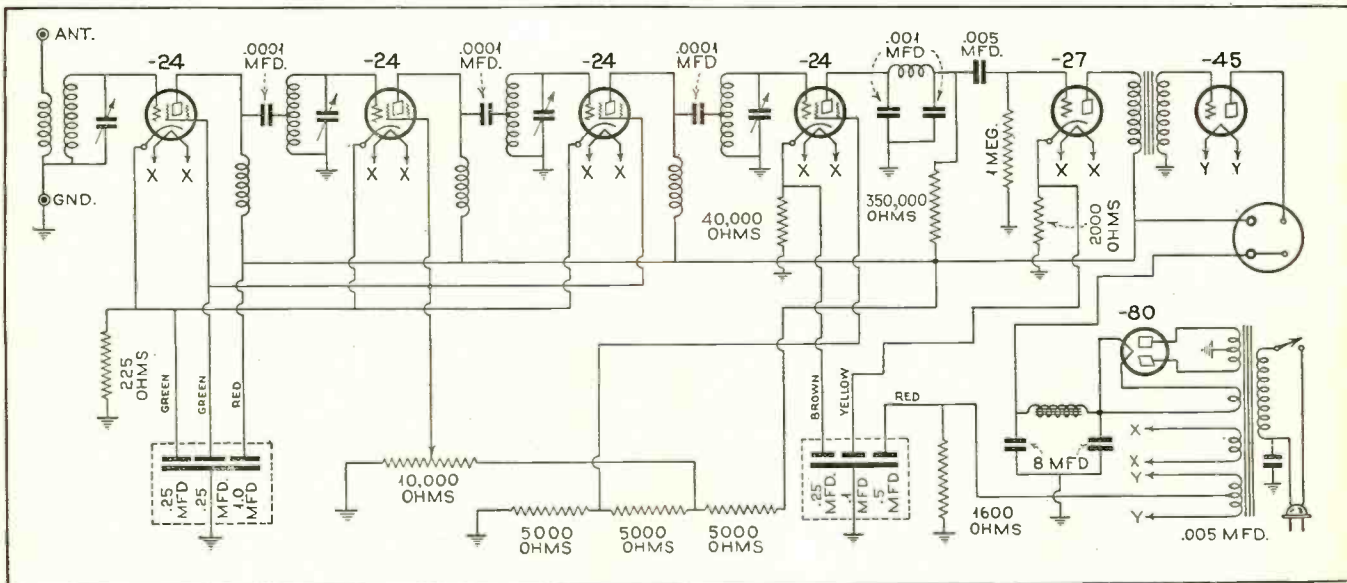 ANT.
-24
.0001
MFD.
-24
.0001
MFD.
-24
.0001
MFD
-24
.001
MFD.
.005
MFD.
-27
-45
X X
X X
X X
X X
X X
Y Y
GND.
1 MEG.
40,000
OHMS
350,000
OHMS
2000
OHMS
-80
225
OHMS
GREEN
GREEN
RED
BROWN
YELLOW
RED
.25
MFD
.25
MFD.
1.0
MFD
10,000
OHMS
5000
OHMS
5000
OHMS
5000
OHMS
.25
MFD.
.1
MFD
.5
MFD
1600
OHMS
8 MFD
X
X
Y
Y
.005 MFD.